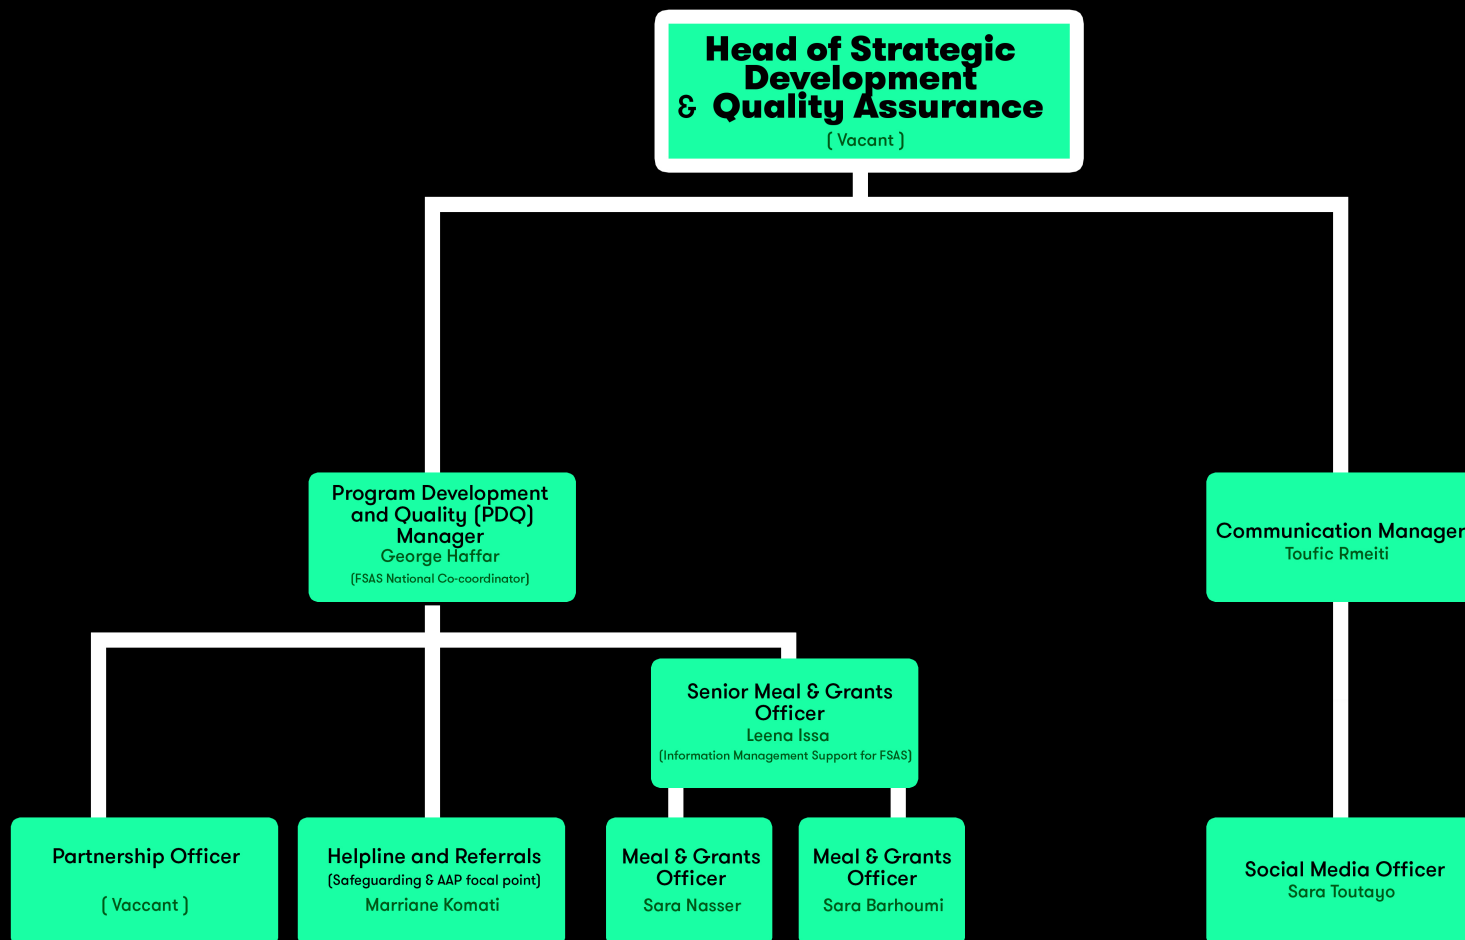 Head of Strategic
Development
& Quality Assurance
( Vacant )
Program Development
and Quality (PDQ)
Manager
George Haffar
(FSAS National Co-coordinator)
Communication Manager
Toufic Rmeiti
Senior Meal & Grants
Officer
Leena Issa
(Information Management Support for FSAS)
Partnership Officer
( Vaccant )
Helpline and Referrals
(Safeguarding & AAP focal point)
Marriane Komati
Meal & Grants
Officer
Sara Nasser
Meal & Grants
Officer
Sara Barhoumi
Social Media Officer
Sara Toutayo